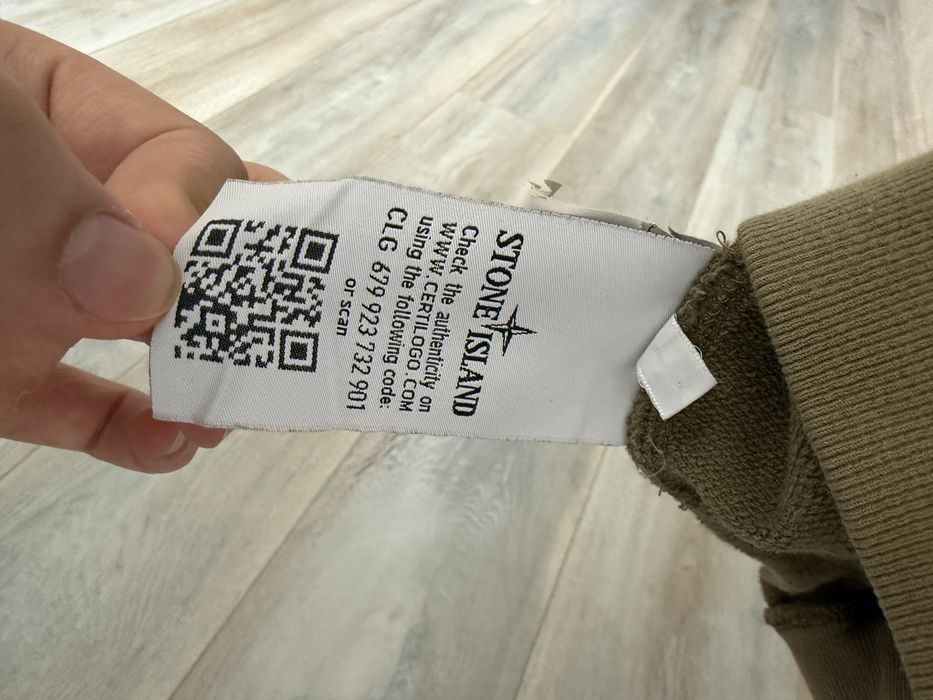 STONE ISLAND
Check the authenticity on
WWW.CERTILOGO.COM
using the following code:
CLG 679 923 732 901
or scan